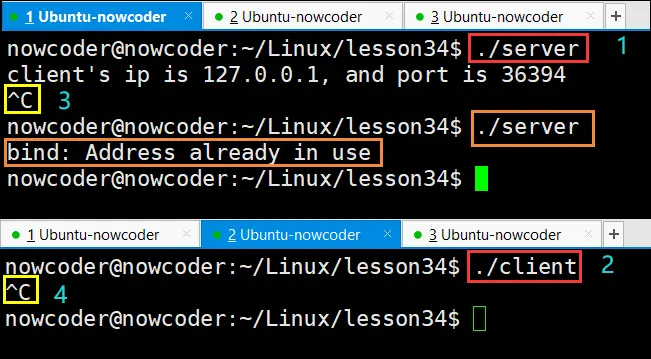 1 Ubuntu-nowcoder × 2 Ubuntu-nowcoder × 3 Ubuntu-nowcoder × +
nowcoder@nowcoder:~/Linux/lesson34$ ./server 1
client's ip is 127.0.0.1, and port is 36394
^C 3
nowcoder@nowcoder:~/Linux/lesson34$ ./server
bind: Address already in use
nowcoder@nowcoder:~/Linux/lesson34$
1 Ubuntu-nowcoder × 2 Ubuntu-nowcoder × 3 Ubuntu-nowcoder × +
nowcoder@nowcoder:~/Linux/lesson34$ ./client 2
^C 4
nowcoder@nowcoder:~/Linux/lesson34$